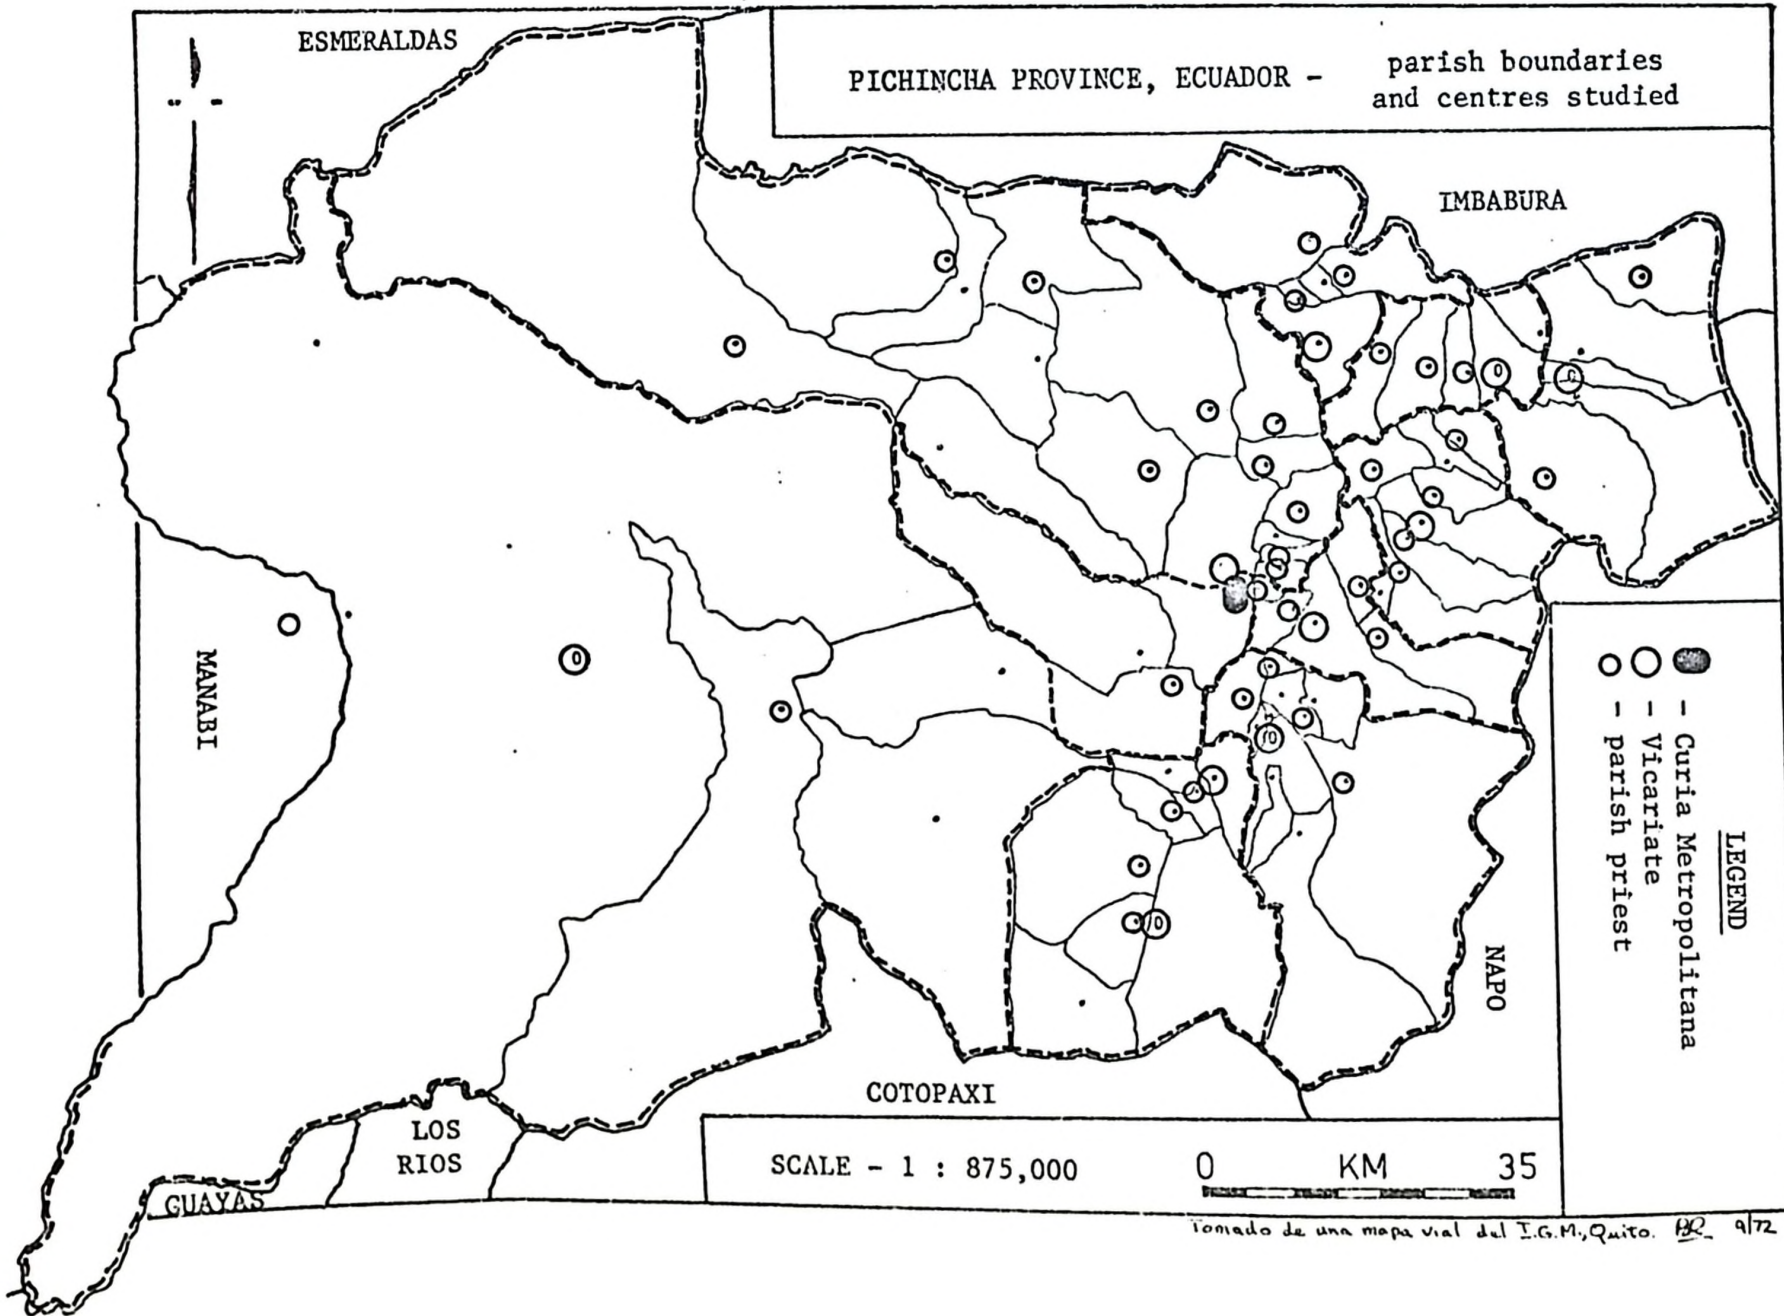 ESMERALDAS
PICHINCHA PROVINCE, ECUADOR -
parish boundaries
and centres studied
IMBABURA
MANABI
LEGEND
- Curia Metropolitana
- Vicariate
- parish priest
NAPO
COTOPAXI
LOS
RIOS
GUAYAS
SCALE - 1 : 875,000
0 KM 35
Tomado de una mapa vial del I.G.M., Quito. 9/72